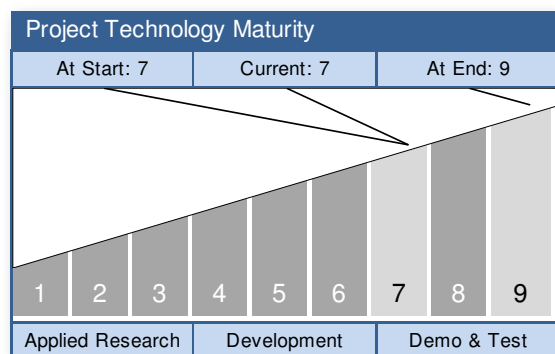 Project Technology Maturity
At Start: 7 Current: 7 At End: 9
1 2 3 4 5 6 7 8 9
Applied Research Development Demo & Test